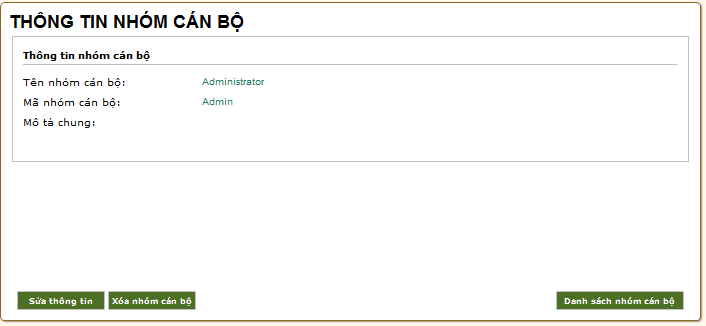 THÔNG TIN NHÓM CÁN BỘ
Thông tin nhóm cán bộ
Tên nhóm cán bộ: Administrator
Mã nhóm cán bộ: Admin
Mô tả chung:
Sửa thông tin Xóa nhóm cán bộ Danh sách nhóm cán bộ